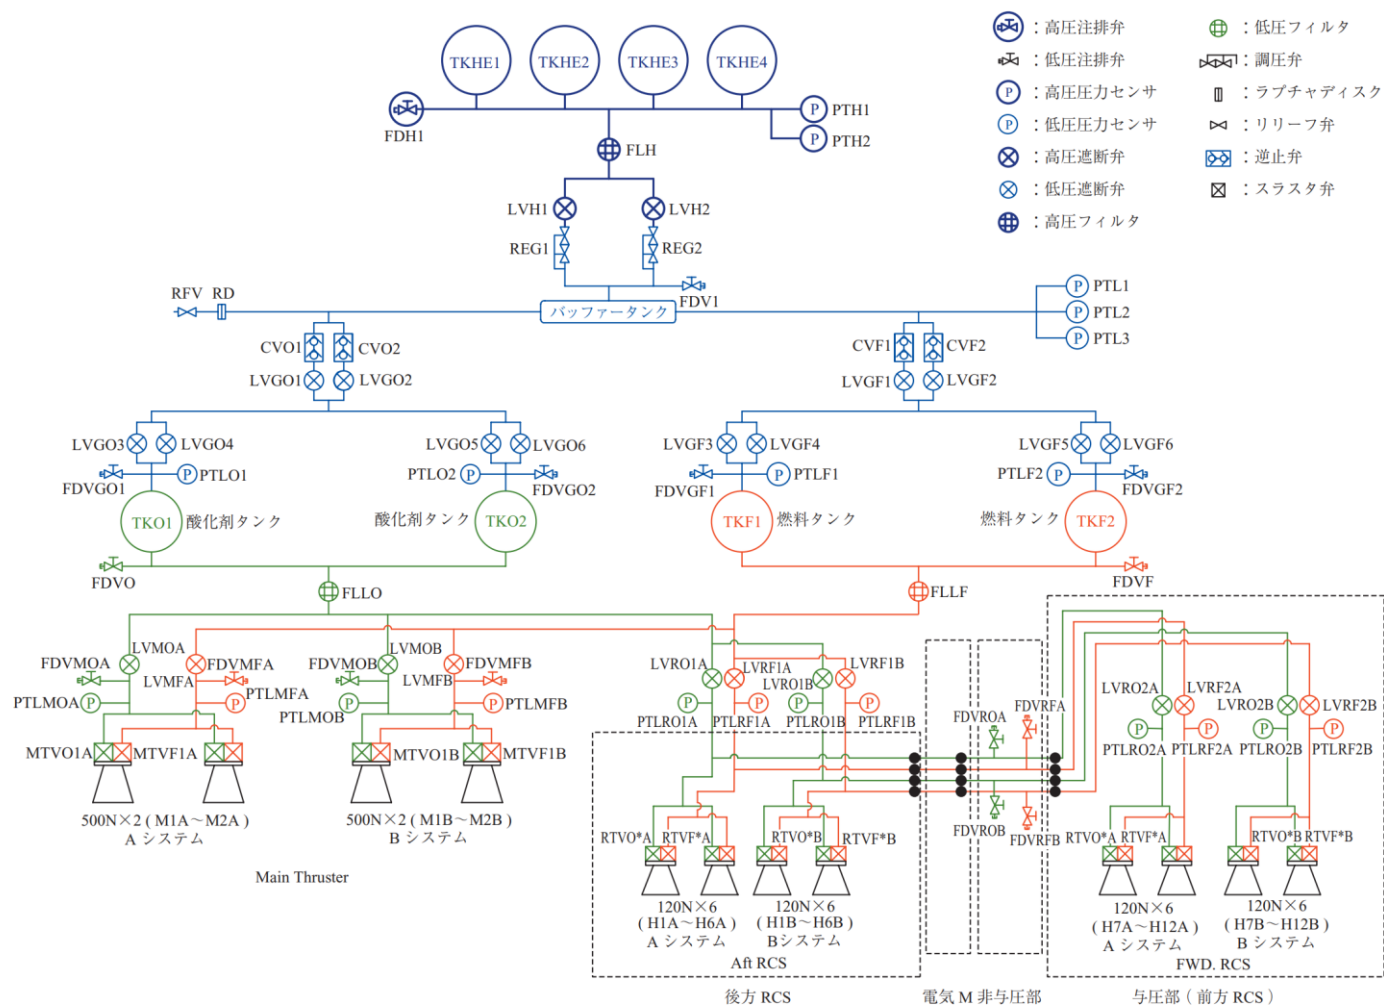 TKHE1
TKHE2
TKHE3
TKHE4
FDH1
PTH1
PTH2
FLH
LVH1
LVH2
REG1
REG2
FDV1
：高圧注排弁
：低圧注排弁
P ：高圧圧力センサ
P ：低圧圧力センサ
：高圧遮断弁
：低圧遮断弁
：高圧フィルタ
：低圧フィルタ
：調圧弁
：ラプチャディスク
：リリーフ弁
：逆止弁
：スラスタ弁
RFV
RD
バッファータンク
P PTL1
P PTL2
P PTL3
CVO1
CVO2
CVF1
CVF2
LVGO1
LVGO2
LVGF1
LVGF2
LVGO3
LVGO4
LVGO5
LVGO6
LVGF3
LVGF4
LVGF5
LVGF6
FDVGO1
P PTLO1
PTLO2 P
FDVGO2
FDVGF1
P PTLF1
PTLF2 P
FDVGF2
TKO1
酸化剤タンク
酸化剤タンク
TKO2
TKF1
燃料タンク
燃料タンク
TKF2
FDVO
FDVF
FLLO
FLLF
LVMOA
LVMOB
FDVMOA
FDVMFA
FDVMOB
FDVMFB
LVMFA
LVMFB
PTLMOA P
P PTLMFA
PTLMOB P
P PTLMFB
MTVO1A
MTVF1A
MTVO1B
MTVF1B
500N×2 ( M1A～M2A )
A システム
500N×2 ( M1B～M2B )
B システム
Main Thruster
LVRO1A
LVRF1A
LVRO1B
LVRF1B
P
P
P
P
PTLRO1A
PTLRF1A
PTLRO1B
PTLRF1B
FDVROA
FDVRFA
FDVROB
FDVRFB
LVRO2A
LVRF2A
LVRO2B
LVRF2B
P
P
P
P
PTLRO2A
PTLRF2A
PTLRO2B
PTLRF2B
RTVO*A
RTVF*A
RTVO*B
RTVF*B
RTVO*A
RTVF*A
RTVO*B
RTVF*B
120N×6
( H1A～H6A )
A システム
120N×6
( H1B～H6B )
Bシステム
120N×6
( H7A～H12A )
A システム
120N×6
( H7B～H12B )
B システム
Aft RCS
FWD. RCS
後方 RCS
電気 M 非与圧部
与圧部 ( 前方 RCS )